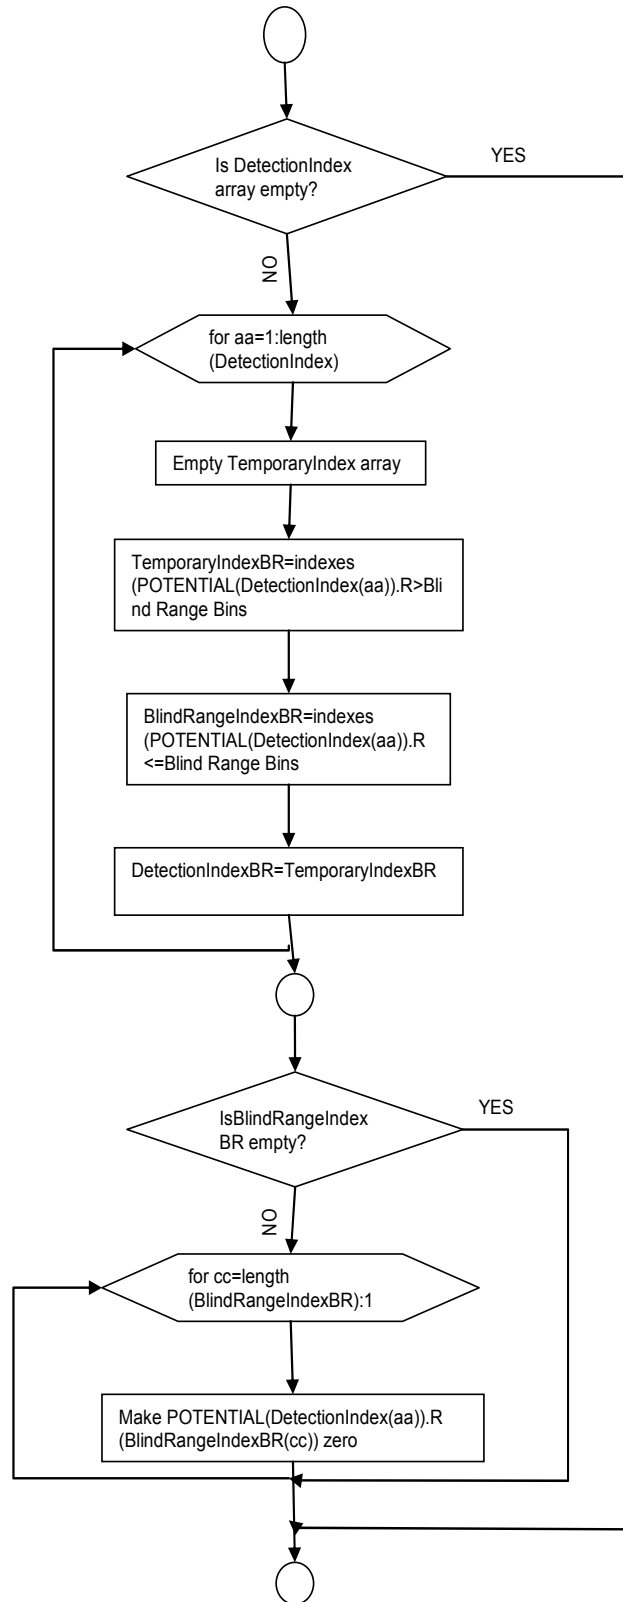 Is DetectionIndex
array empty?
YES
NO
for aa=1:length
(DetectionIndex)
Empty TemporaryIndex array
TemporaryIndexBR=indexes
(POTENTIAL(DetectionIndex(aa)).R>Bli
nd Range Bins
BlindRangeIndexBR=indexes
(POTENTIAL(DetectionIndex(aa)).R
<=Blind Range Bins
DetectionIndexBR=TemporaryIndexBR
IsBlindRangeIndex
BR empty?
YES
NO
for cc=length
(BlindRangeIndexBR):1
Make POTENTIAL(DetectionIndex(aa)).R
(BlindRangeIndexBR(cc)) zero